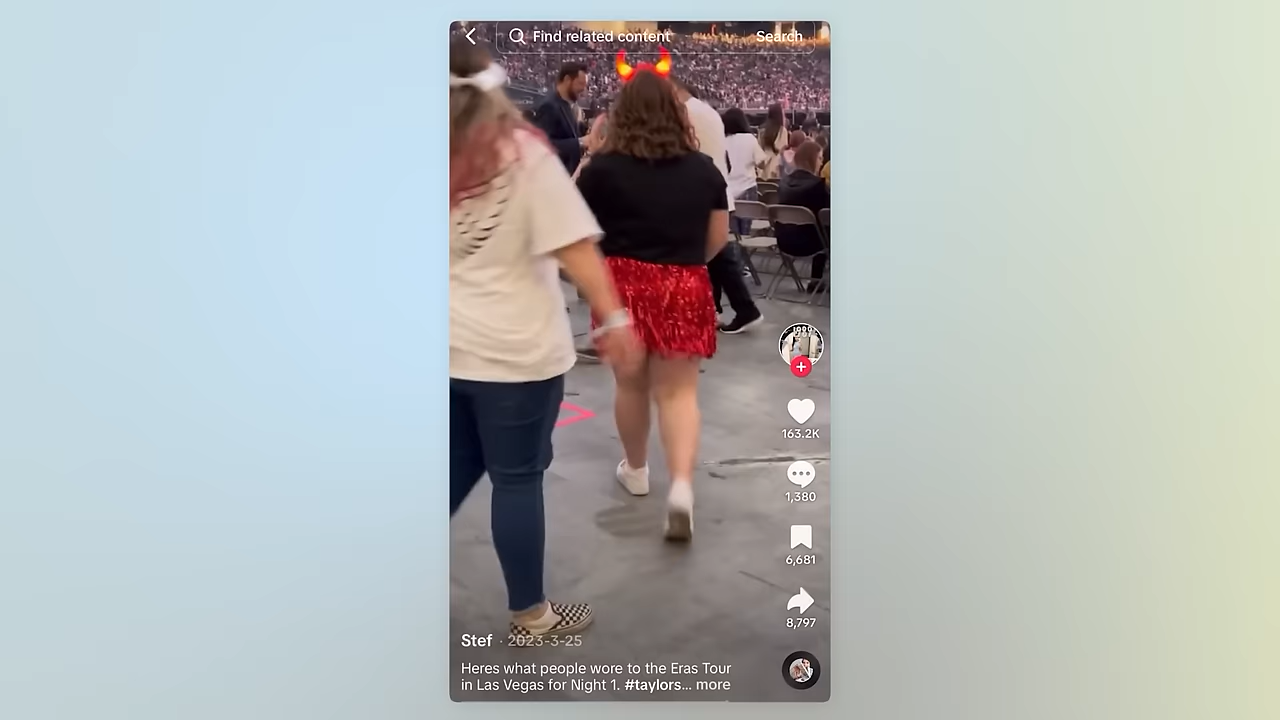 Find related content
Search
163.2K
1,380
6,681
8,797
Stef · 2023-3-25
Heres what people wore to the Eras Tour
in Las Vegas for Night 1. #taylors... more